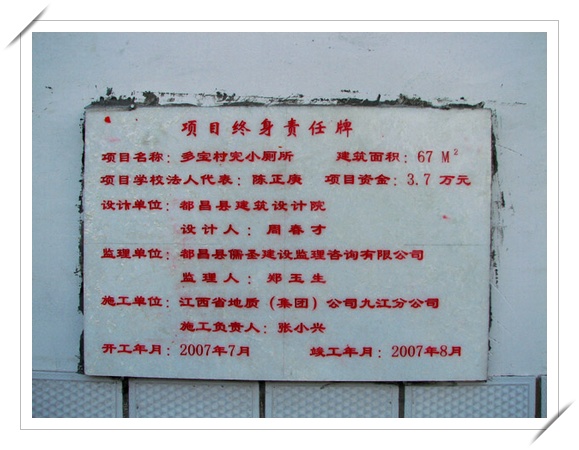 项目终身责任牌
项目名称：多宝村完小厕所 建筑面积：67 M²
项目学校法人代表：陈正庚 项目资金：3.7 万元
设计单位：都昌县建筑设计院
设计人：周春才
监理单位：都昌县儒圣建设监理咨询有限公司
监理人：郑玉生
施工单位：江西省地质（集团）公司九江分公司
施工负责人：张小兴
开工年月：2007年7月 竣工年月：2007年8月